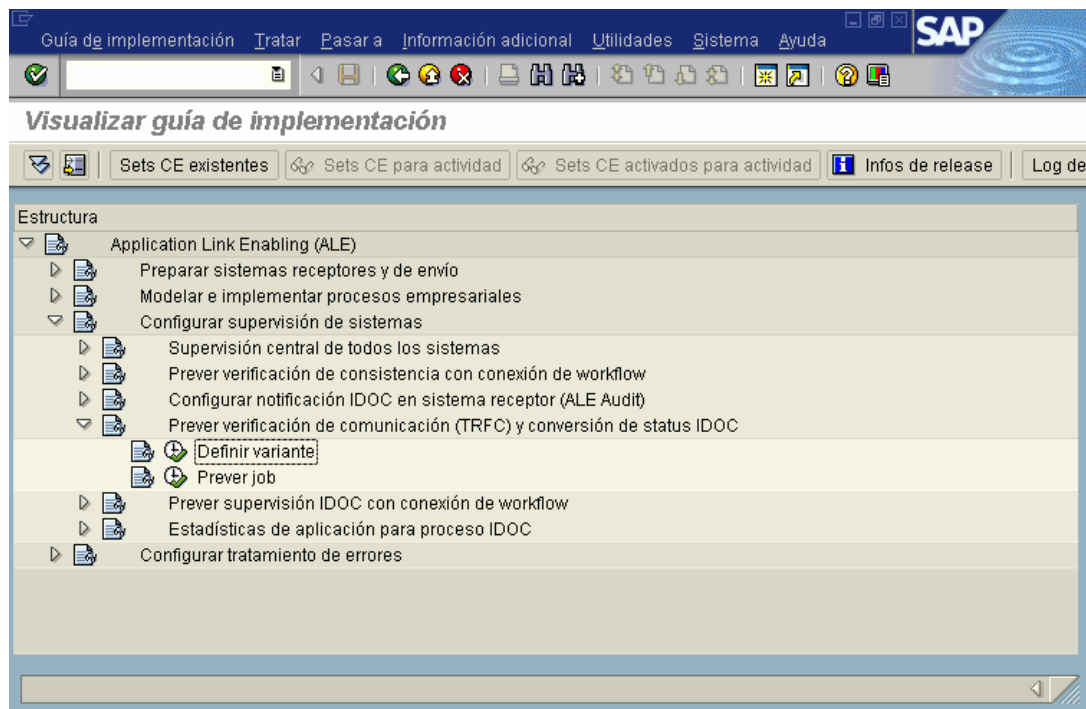 Guía de implementación Tratar Pasar a Información adicional Utilidades Sistema Ayuda
SAP
Visualizar guía de implementación
Sets CE existentes Sets CE para actividad Sets CE activados para actividad Infos de release Log de
Estructura
Application Link Enabling (ALE)
Preparar sistemas receptores y de envío
Modelar e implementar procesos empresariales
Configurar supervisión de sistemas
Supervisión central de todos los sistemas
Prever verificación de consistencia con conexión de workflow
Configurar notificación IDOC en sistema receptor (ALE Audit)
Prever verificación de comunicación (TRFC) y conversión de status IDOC
Definir variante
Prever job
Prever supervisión IDOC con conexión de workflow
Estadísticas de aplicación para proceso IDOC
Configurar tratamiento de errores